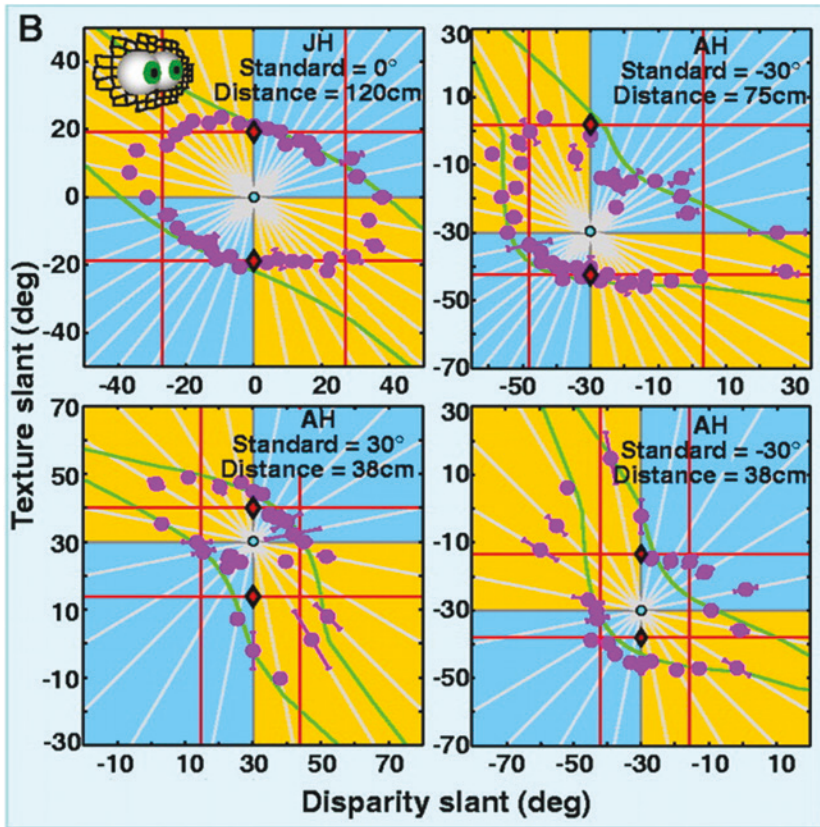 B
JH
Standard = 0°
Distance = 120cm
40
20
0
-20
-40
-40 -20 0 20 40
AH
Standard = -30°
Distance = 75cm
30
10
-10
-30
-50
-70
-50 -30 -10 10 30
AH
Standard = 30°
Distance = 38cm
70
50
30
10
-10
-30
-10 10 30 50 70
AH
Standard = -30°
Distance = 38cm
30
10
-10
-30
-50
-70
-70 -50 -30 -10 10
Texture slant (deg)
Disparity slant (deg)